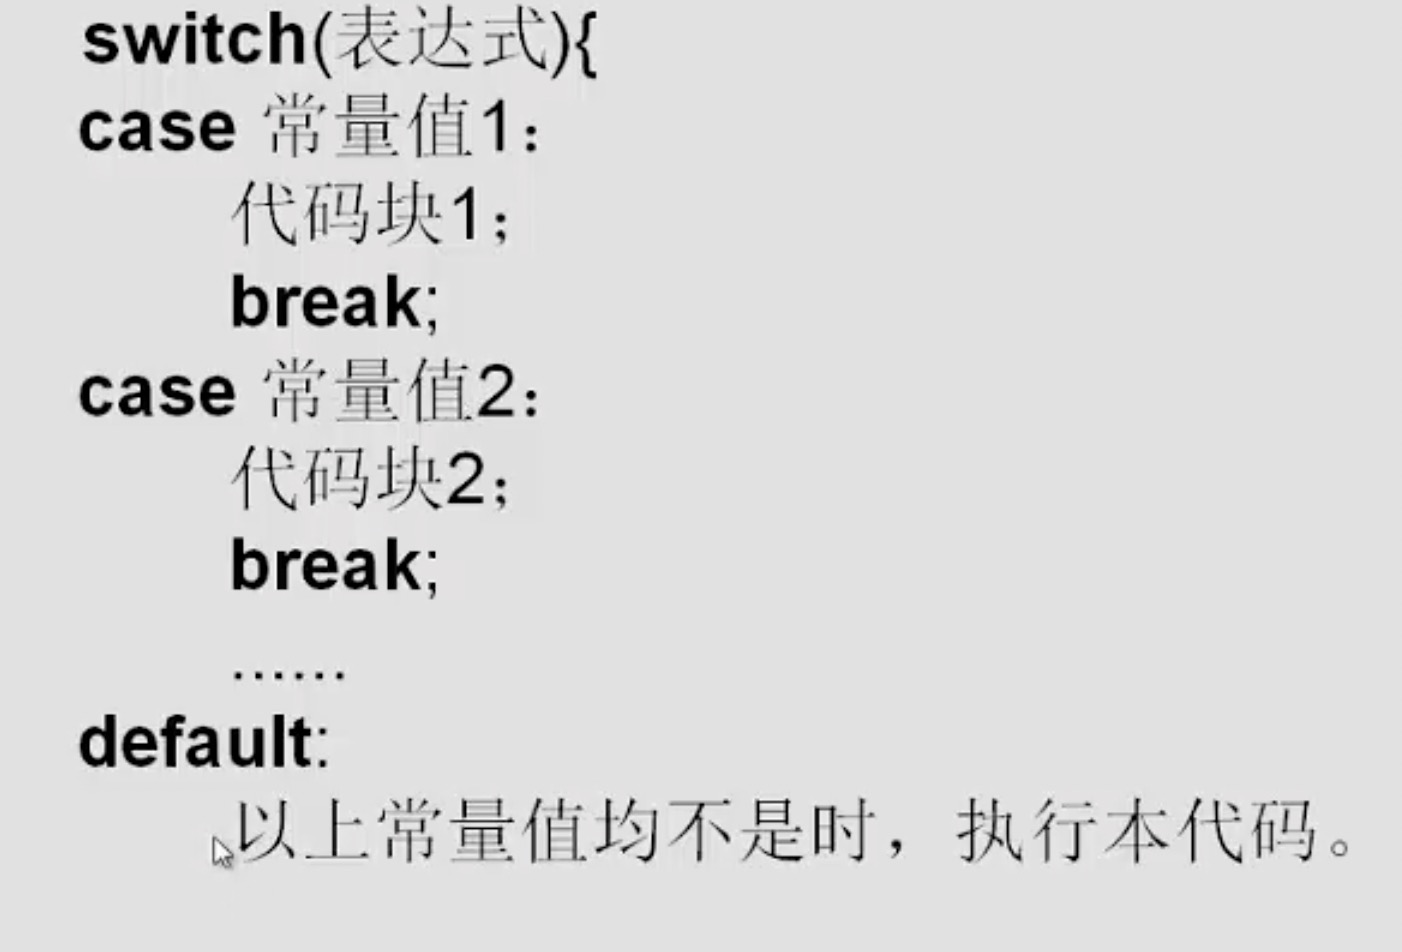 switch(表达式){
case 常量值1：
代码块1；
break;
case 常量值2：
代码块2；
break;
......
default:
以上常量值均不是时，执行本代码。